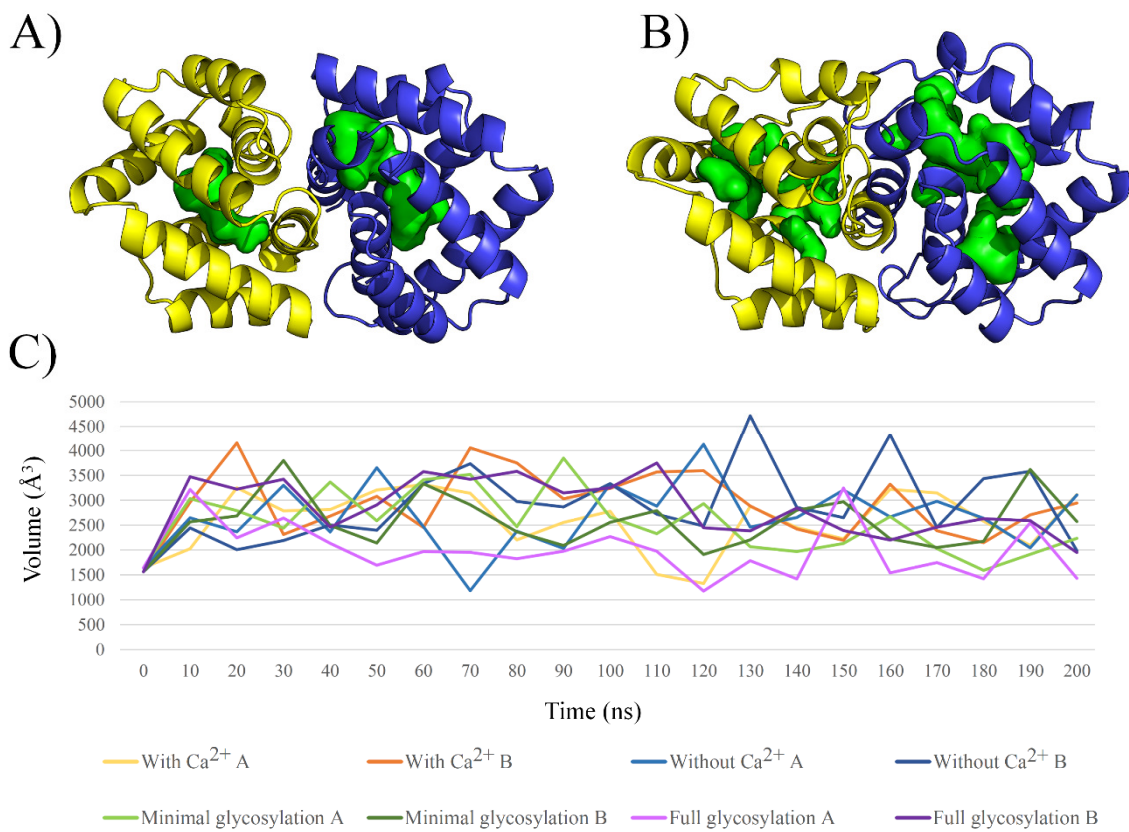 A)
B)
C)
5000
4500
4000
3500
3000
2500
2000
1500
1000
500
0
Volume (Å³)
0 10 20 30 40 50 60 70 80 90 100 110 120 130 140 150 160 170 180 190 200
Time (ns)
With Ca²⁺ A With Ca²⁺ B Without Ca²⁺ A Without Ca²⁺ B
Minimal glycosylation A Minimal glycosylation B Full glycosylation A Full glycosylation B